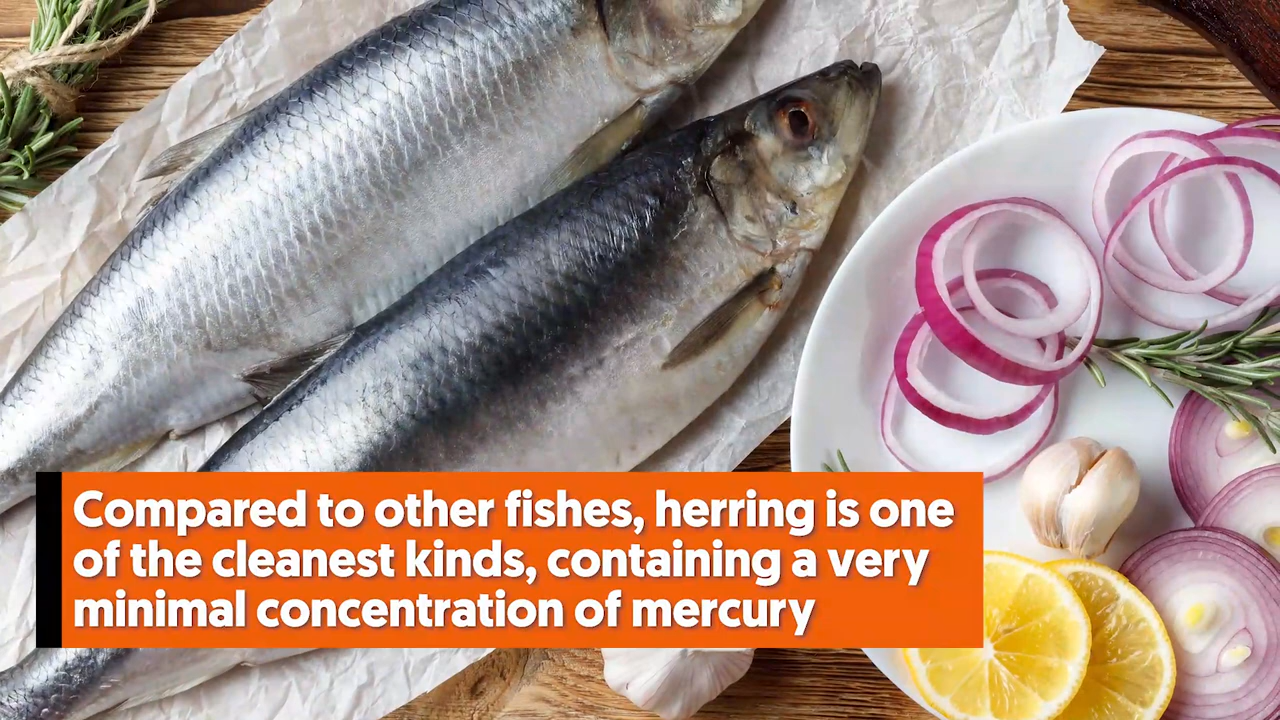 Compared to other fishes, herring is one
of the cleanest kinds, containing a very
minimal concentration of mercury